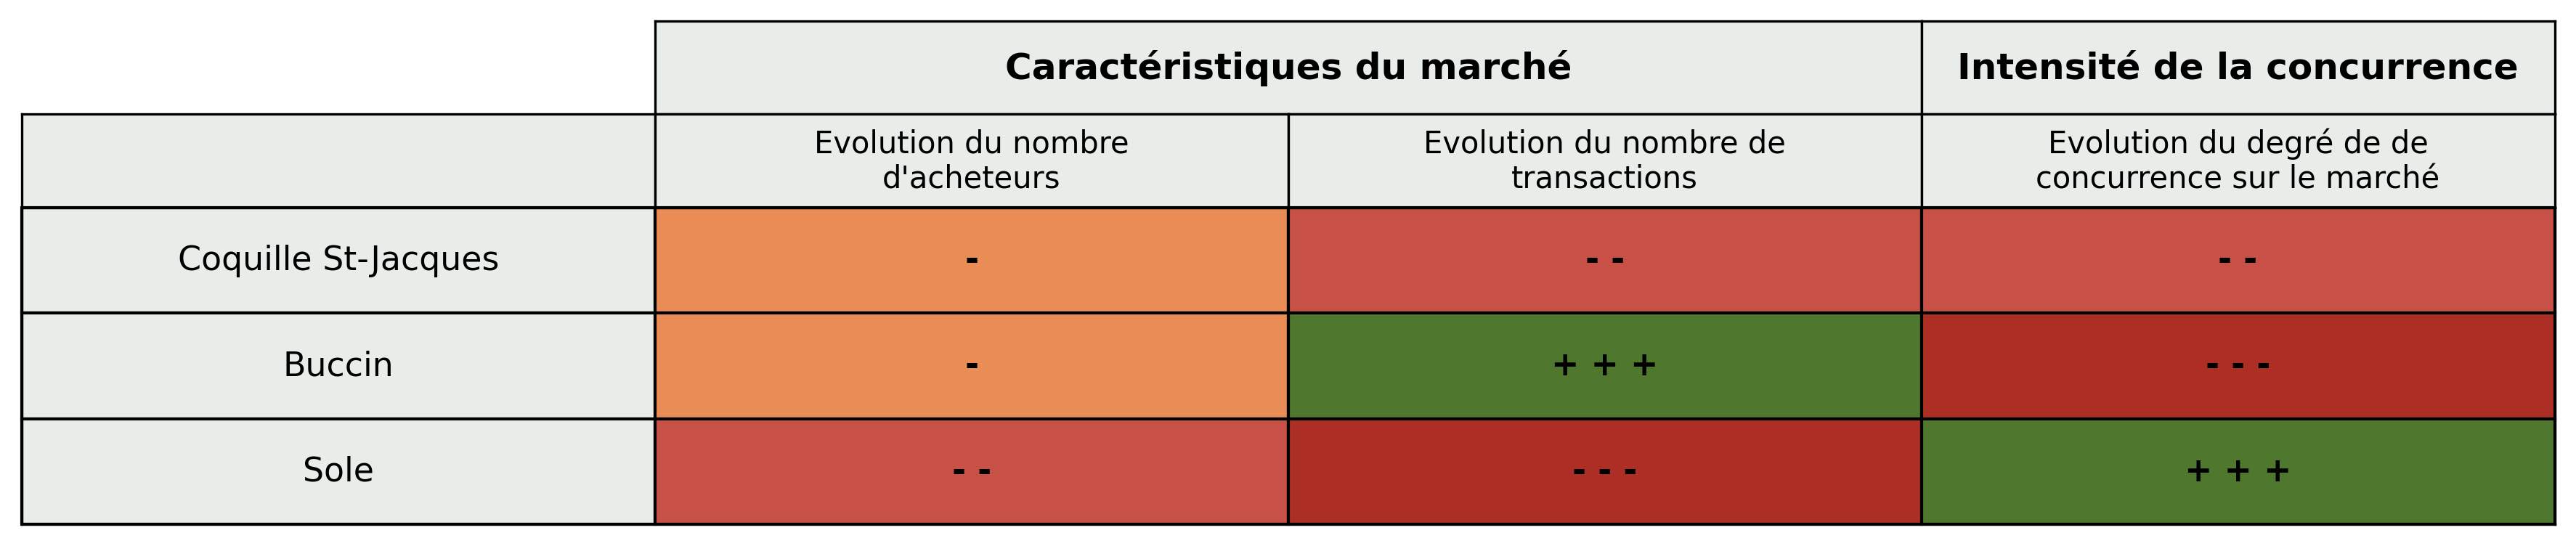 Caractéristiques du marché
Intensité de la concurrence
Evolution du nombre
d'acheteurs
Evolution du nombre de
transactions
Evolution du degré de de
concurrence sur le marché
Coquille St-Jacques
-
- -
- -
Buccin
-
+ + +
- - -
Sole
- -
- - -
+ + +